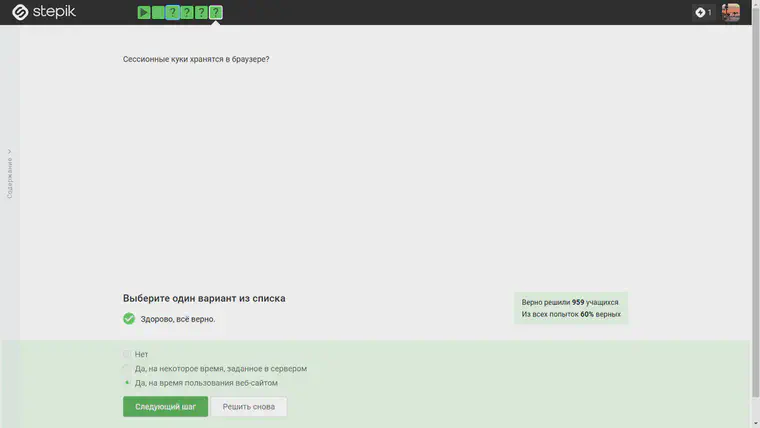 stepik
? ? ? ?
1
Сессионные куки хранятся в браузере?
Содержание
Выберите один вариант из списка
Здорово, всё верно.
Верно решили 959 учащихся
Из всех попыток 60% верных
Нет
Да, на некоторое время, заданное в сервером
Да, на время пользования веб-сайтом
Следующий шаг
Решить снова